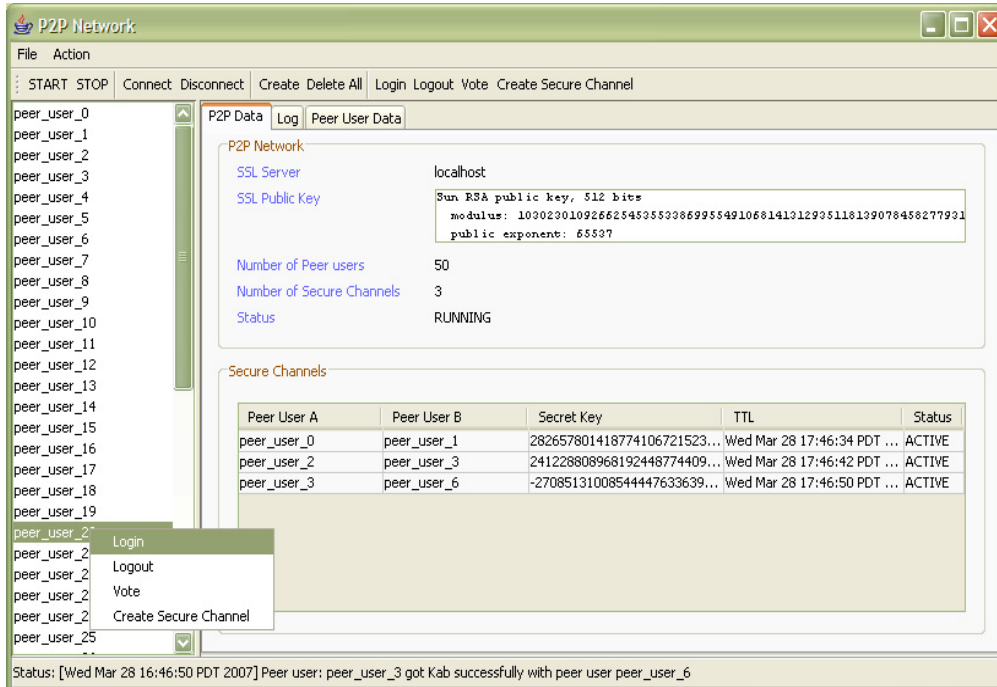 P2P Network
File Action
START STOP Connect Disconnect Create Delete All Login Logout Vote Create Secure Channel
peer_user_0
peer_user_1
peer_user_2
peer_user_3
peer_user_4
peer_user_5
peer_user_6
peer_user_7
peer_user_8
peer_user_9
peer_user_10
peer_user_11
peer_user_12
peer_user_13
peer_user_14
peer_user_15
peer_user_16
peer_user_17
peer_user_18
peer_user_19
peer_user_2
peer_user_2
peer_user_2
peer_user_2
peer_user_2
peer_user_25
Login
Logout
Vote
Create Secure Channel
P2P Data Log Peer User Data
P2P Network
SSL Server localhost
SSL Public Key
Sun RSA public key, 512 bits
modulus:
public exponent: 65537
Number of Peer users 50
Number of Secure Channels 3
Status RUNNING
Secure Channels
Peer User A Peer User B Secret Key TTL Status
peer_user_0 peer_user_1 282657801418774106721523... Wed Mar 28 17:46:34 PDT ... ACTIVE
peer_user_2 peer_user_3 241228808968192448774409... Wed Mar 28 17:46:42 PDT ... ACTIVE
peer_user_3 peer_user_6 -27085131008544447633639... Wed Mar 28 17:46:50 PDT ... ACTIVE
Status: [Wed Mar 28 16:46:50 PDT 2007] Peer user: peer_user_3 got Kab successfully with peer user peer_user_6